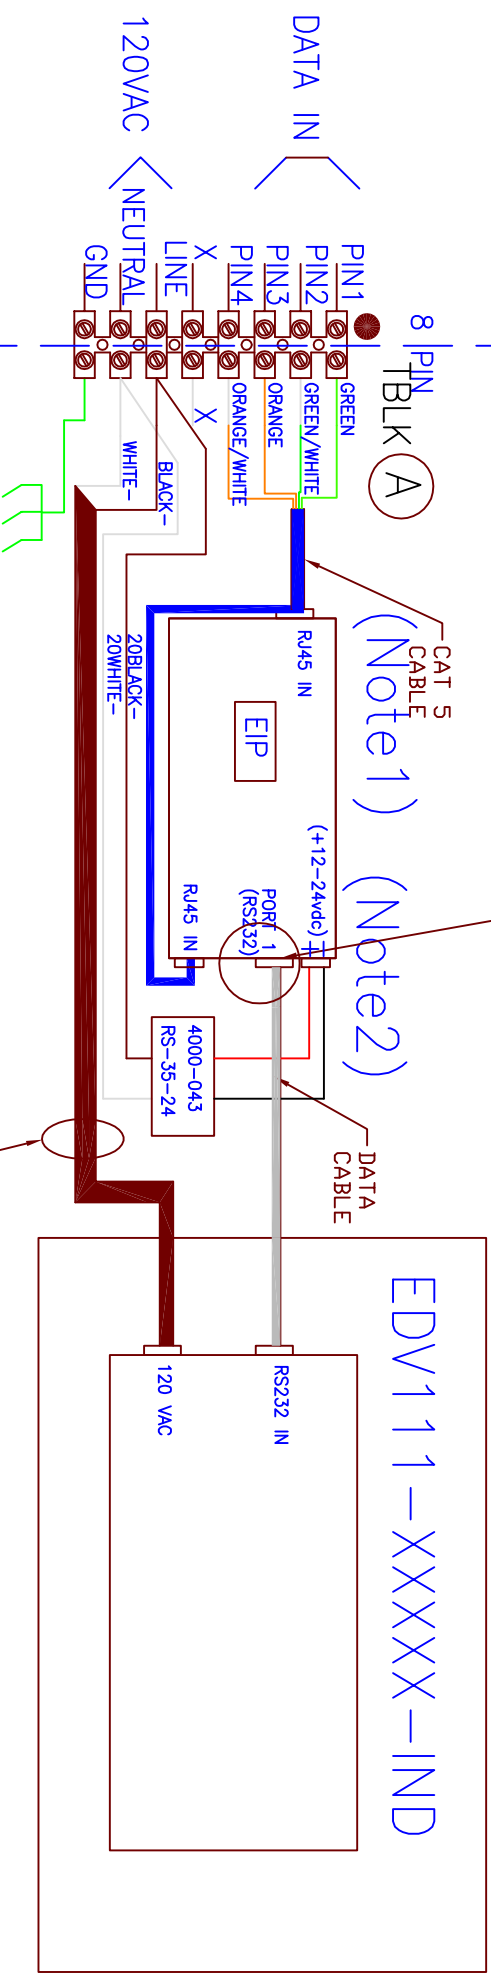 EDV111-XXXXX-IND
8 PIN
TBLK
A
(Note1)
(Note2)
CAT 5
CABLE
DATA
CABLE
DATA IN
120VAC
PIN1
PIN2
PIN3
PIN4
X
LINE
NEUTRAL
GND
GREEN
GREEN/WHITE
ORANGE
ORANGE/WHITE
X
BLACK-
WHITE-
20BLACK-
20WHITE-
RJ45 IN
EIP
(+12-24vdc)
PORT 1
(RS232)
RJ45 IN
4000-043
RS-35-24
RS232 IN
120 VAC